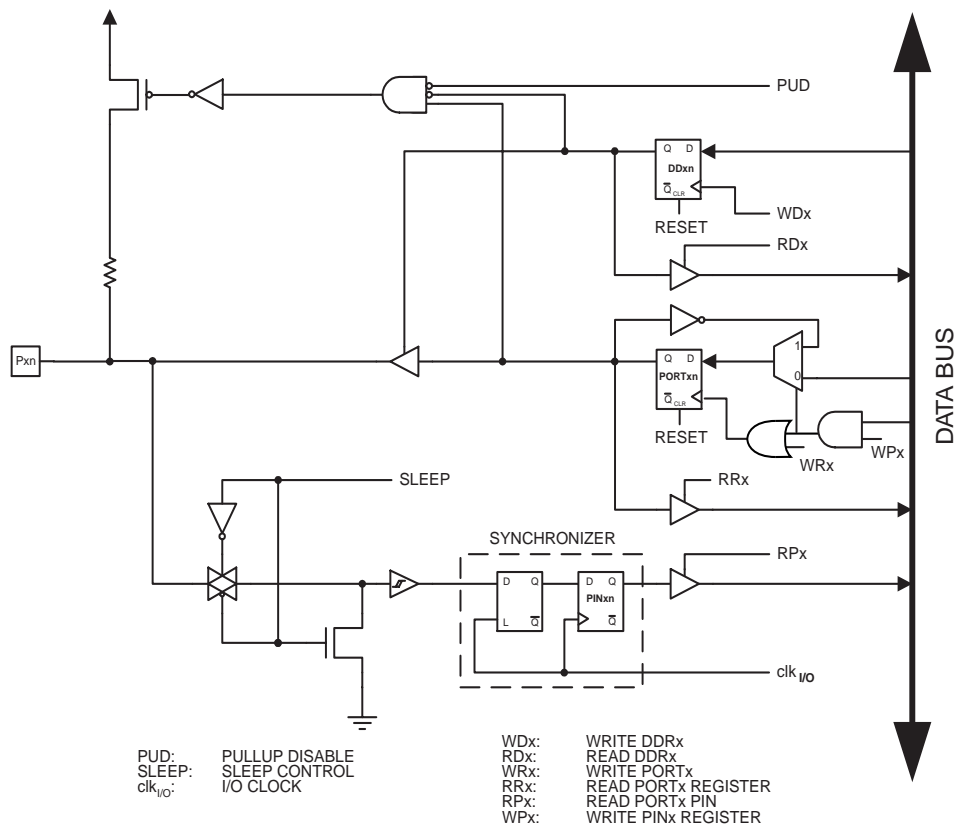 PUD
Q D
DDxn
Q CLR
WDx
RESET
RDx
Pxn
1
Q D
PORTxn
0
Q CLR
RESET
WRx
WPx
DATA BUS
SLEEP
RRx
SYNCHRONIZER
RPx
D Q
D Q
PINxn
L Q
Q
clk I/O
PUD: PULLUP DISABLE
SLEEP: SLEEP CONTROL
clkI/O: I/O CLOCK
WDx: WRITE DDRx
RDx: READ DDRx
WRx: WRITE PORTx
RRx: READ PORTx REGISTER
RPx: READ PORTx PIN
WPx: WRITE PINx REGISTER